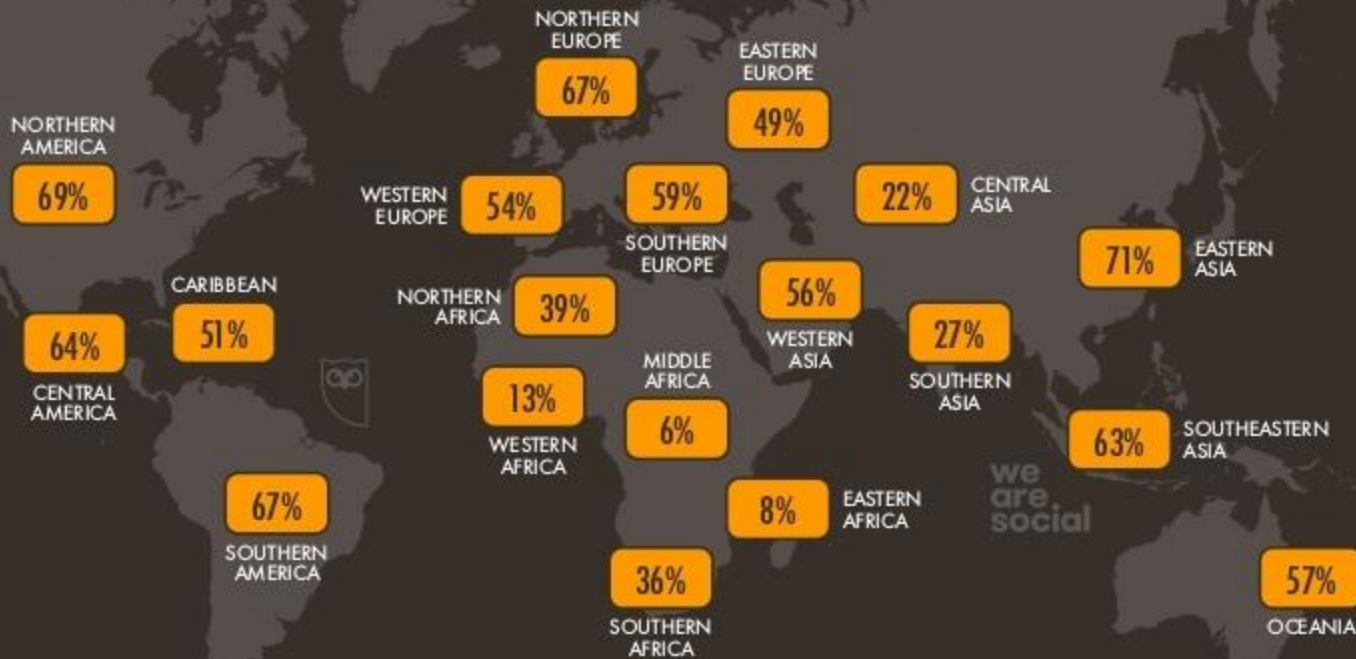 NORTHERN
EUROPE
67%
EASTERN
EUROPE
49%
NORTHERN
AMERICA
69%
WESTERN
EUROPE
54%
59%
SOUTHERN
EUROPE
22%
CENTRAL
ASIA
71%
EASTERN
ASIA
CARIBBEAN
51%
64%
CENTRAL
AMERICA
NORTHERN
AFRICA
39%
56%
WESTERN
ASIA
27%
SOUTHERN
ASIA
13%
WESTERN
AFRICA
MIDDLE
AFRICA
6%
63%
SOUTHEASTERN
ASIA
we
are
social
67%
SOUTHERN
AMERICA
8%
EASTERN
AFRICA
36%
SOUTHERN
AFRICA
57%
OCEANIA